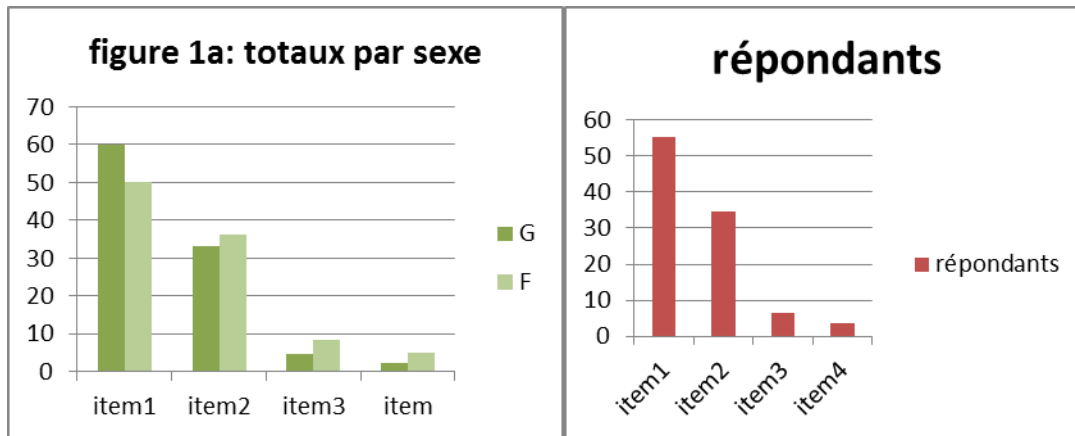 figure 1a: totaux par sexe
70
60
50
40
30
20
10
0
item1 item2 item3 item
G
F
répondants
60
50
40
30
20
10
0
item1 item2 item3 item4
répondants